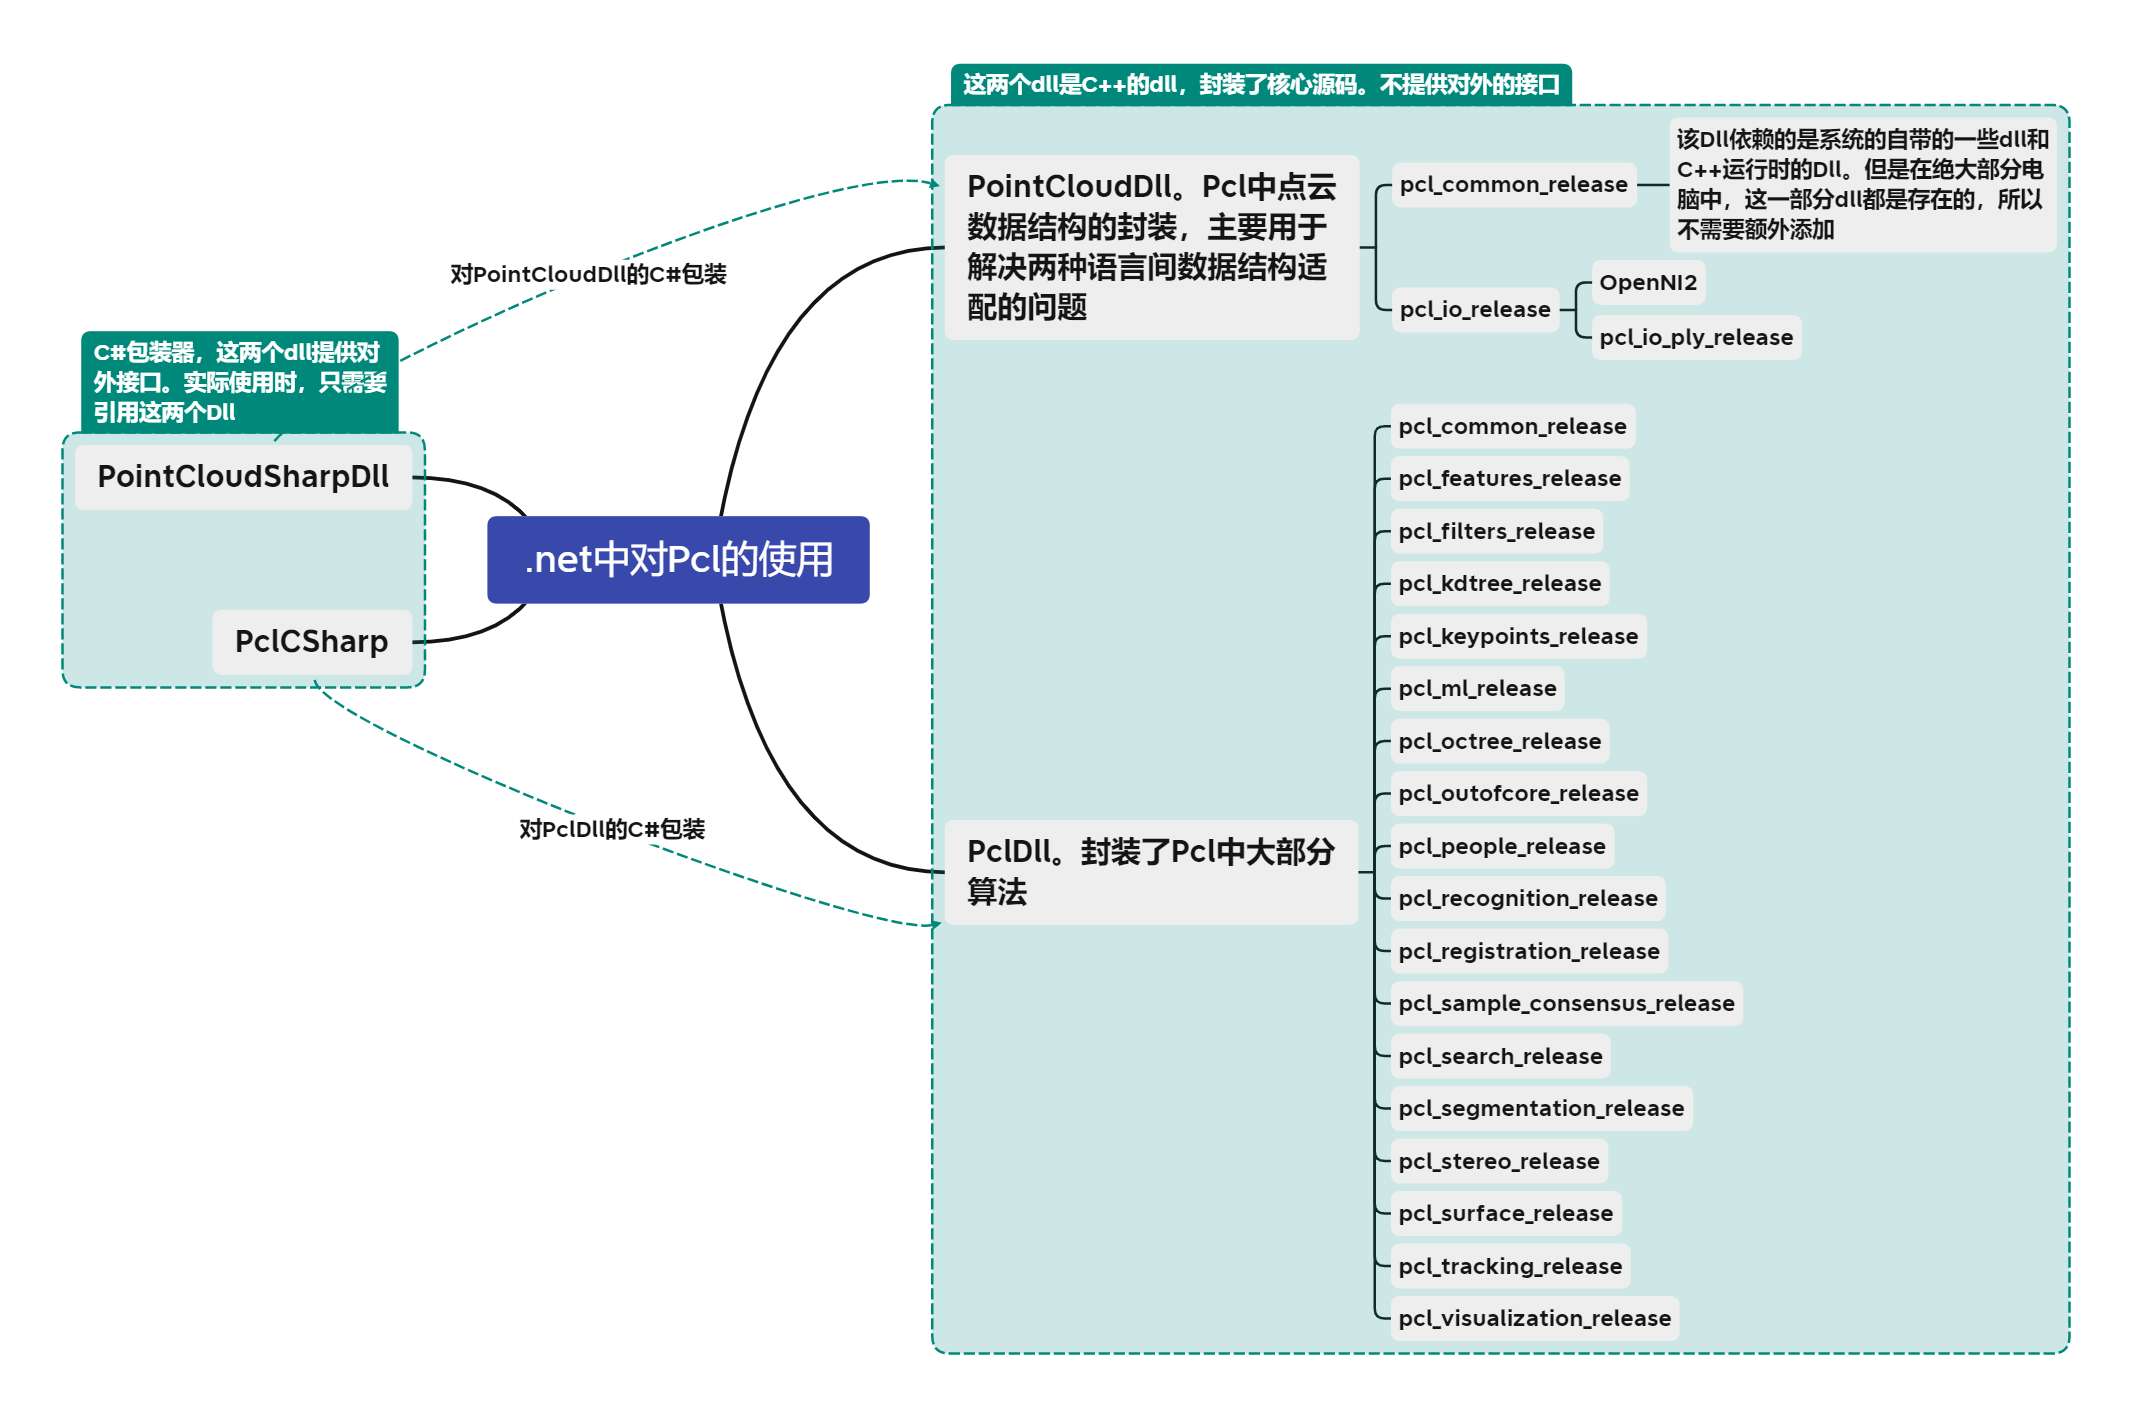 这两个dll是C++的dll，封装了核心源码。不提供对外的接口
PointCloudDll。Pcl中点云
数据结构的封装，主要用于
解决两种语言间数据结构适
配的问题
pcl_common_release
该Dll依赖的是系统的自带的一些dll和
C++运行时的Dll。但是在绝大部分电
脑中，这一部分dll都是存在的，所以
不需要额外添加
pcl_io_release
OpenNI2
pcl_io_ply_release
对PointCloudDll的C#包装
C#包装器，这两个dll提供对
外接口。实际使用时，只需要
引用这两个Dll
PointCloudSharpDll
PclCSharp
.net中对Pcl的使用
对PclDll的C#包装
PclDll。封装了Pcl中大部分
算法
pcl_common_release
pcl_features_release
pcl_filters_release
pcl_kdtree_release
pcl_keypoints_release
pcl_ml_release
pcl_octree_release
pcl_outofcore_release
pcl_people_release
pcl_recognition_release
pcl_registration_release
pcl_sample_consensus_release
pcl_search_release
pcl_segmentation_release
pcl_stereo_release
pcl_surface_release
pcl_tracking_release
pcl_visualization_release